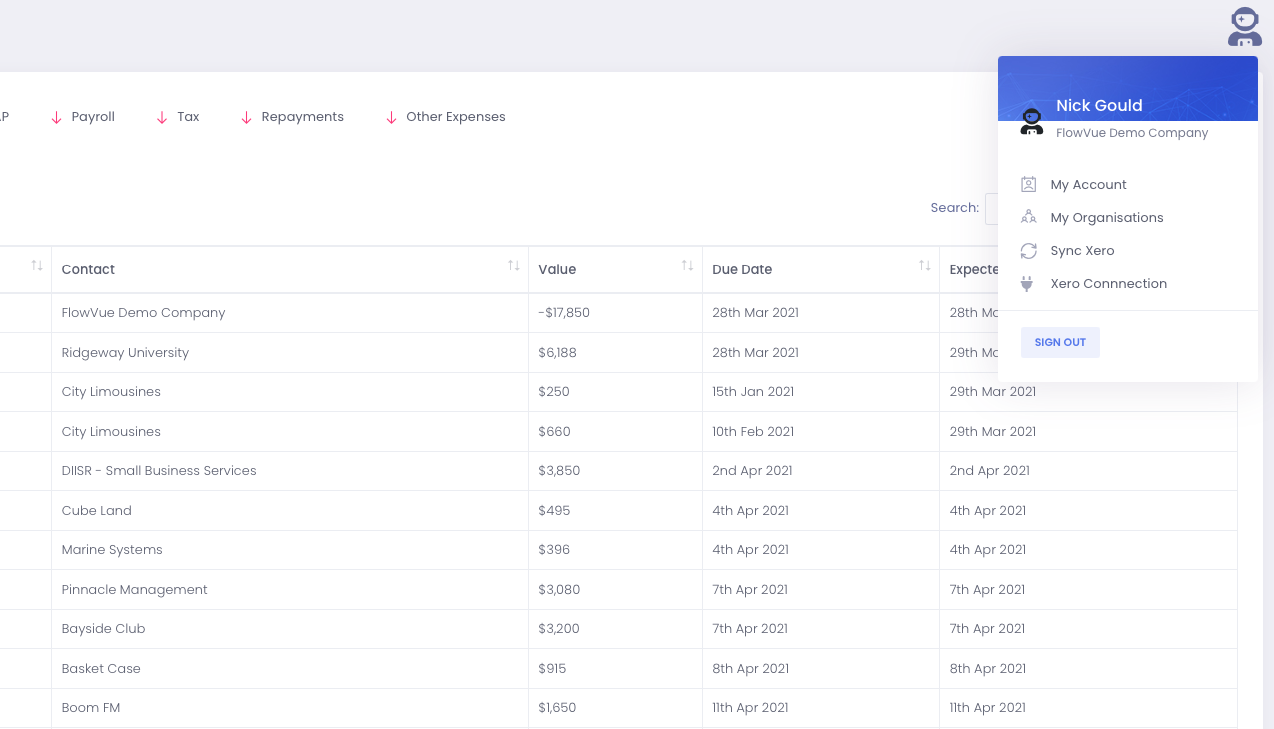 Nick Gould
FlowVue Demo Company
P Payroll Tax Repayments Other Expenses
My Account
My Organisations
Sync Xero
Xero Connnection
SIGN OUT
Search:
Contact Value Due Date Expecte
FlowVue Demo Company -$17,850 28th Mar 2021 28th Ma
Ridgeway University $6,188 28th Mar 2021 29th Ma
City Limousines $250 15th Jan 2021 29th Mar 2021
City Limousines $660 10th Feb 2021 29th Mar 2021
DIISR - Small Business Services $3,850 2nd Apr 2021 2nd Apr 2021
Cube Land $495 4th Apr 2021 4th Apr 2021
Marine Systems $396 4th Apr 2021 4th Apr 2021
Pinnacle Management $3,080 7th Apr 2021 7th Apr 2021
Bayside Club $3,200 7th Apr 2021 7th Apr 2021
Basket Case $915 8th Apr 2021 8th Apr 2021
Boom FM $1,650 11th Apr 2021 11th Apr 2021